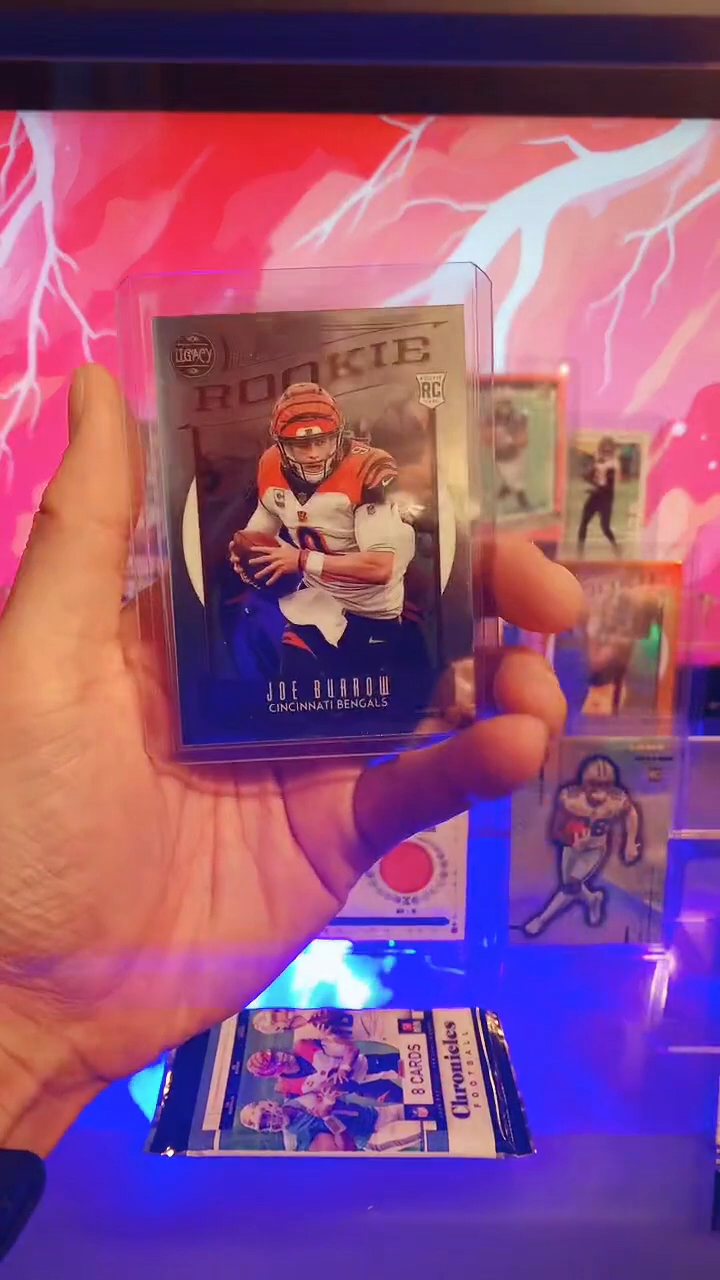 LEGACY
ROOKIE
RC
JOE BURROW
CINCINNATI BENGALS
8 CARDS
Chronicles
FOOTBALL